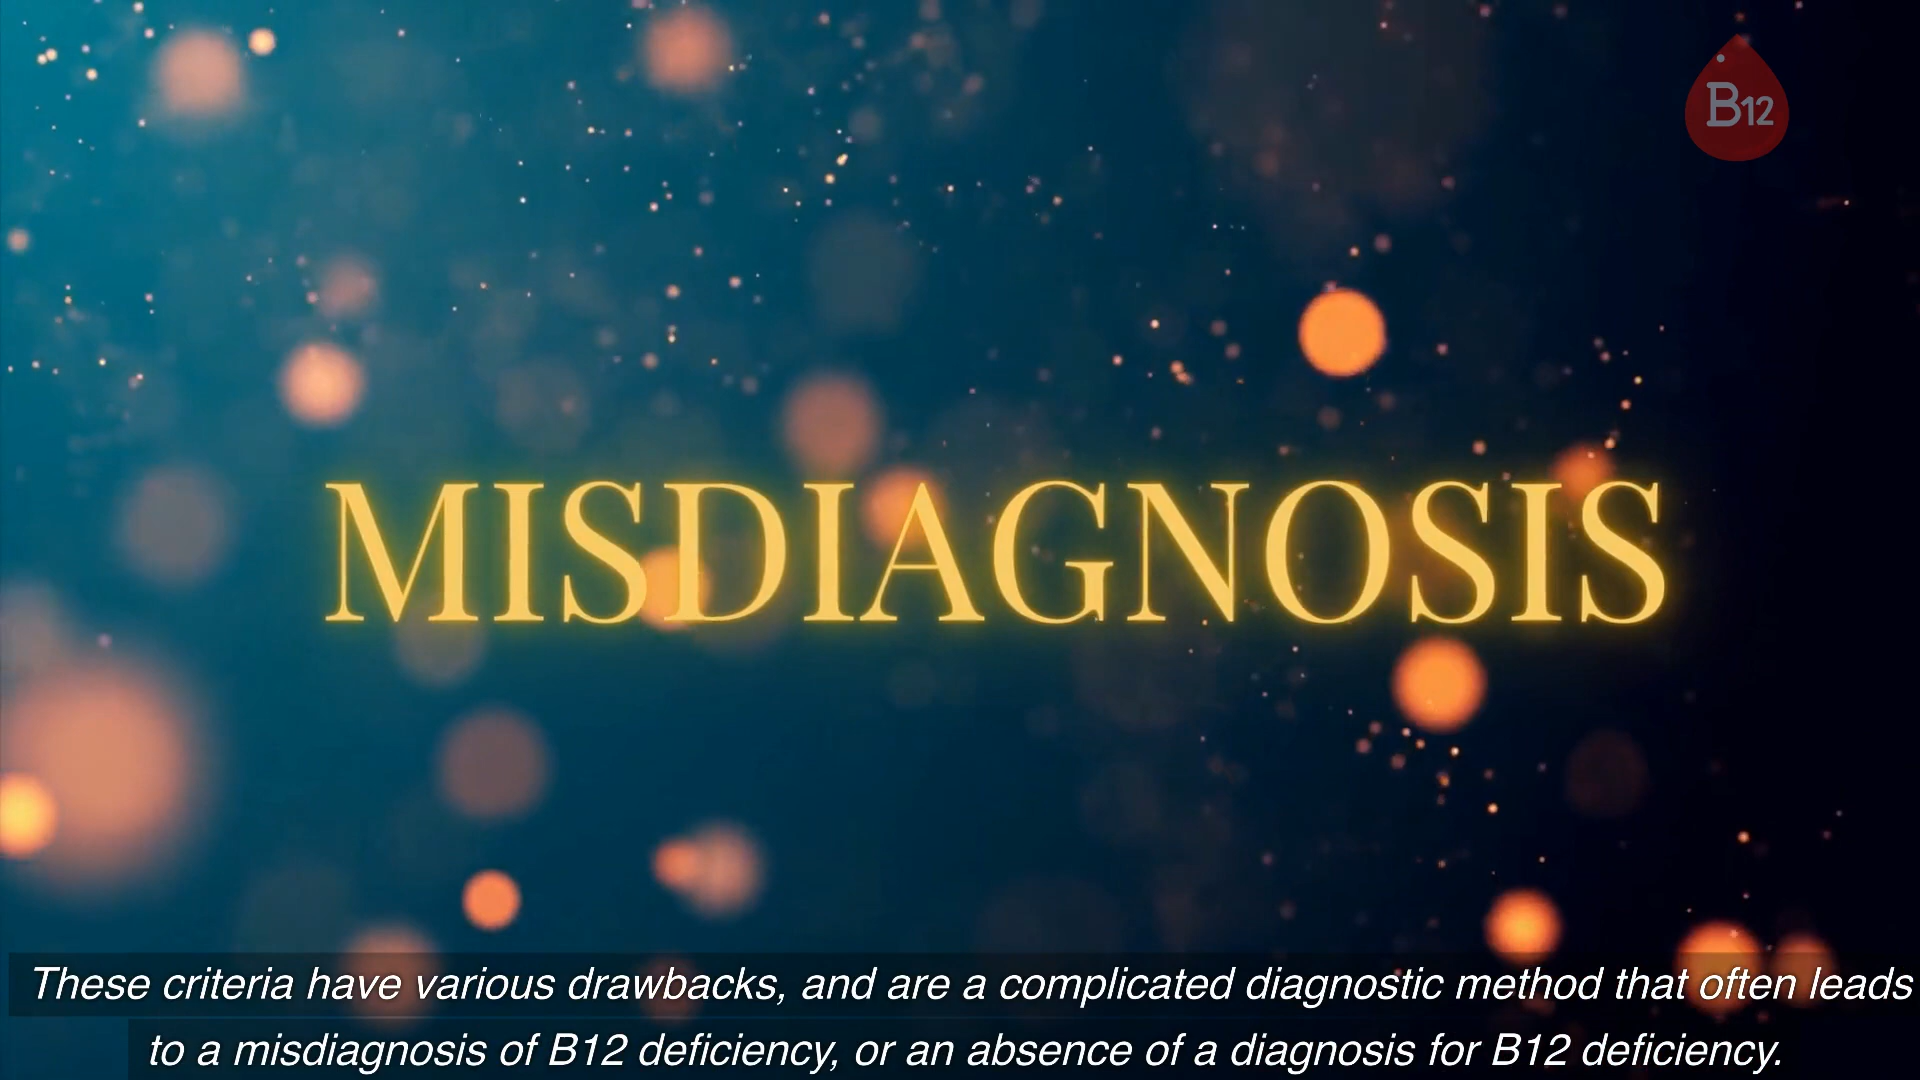 B12
MISDIAGNOSIS
These criteria have various drawbacks, and are a complicated diagnostic method that often leads
to a misdiagnosis of B12 deficiency, or an absence of a diagnosis for B12 deficiency.